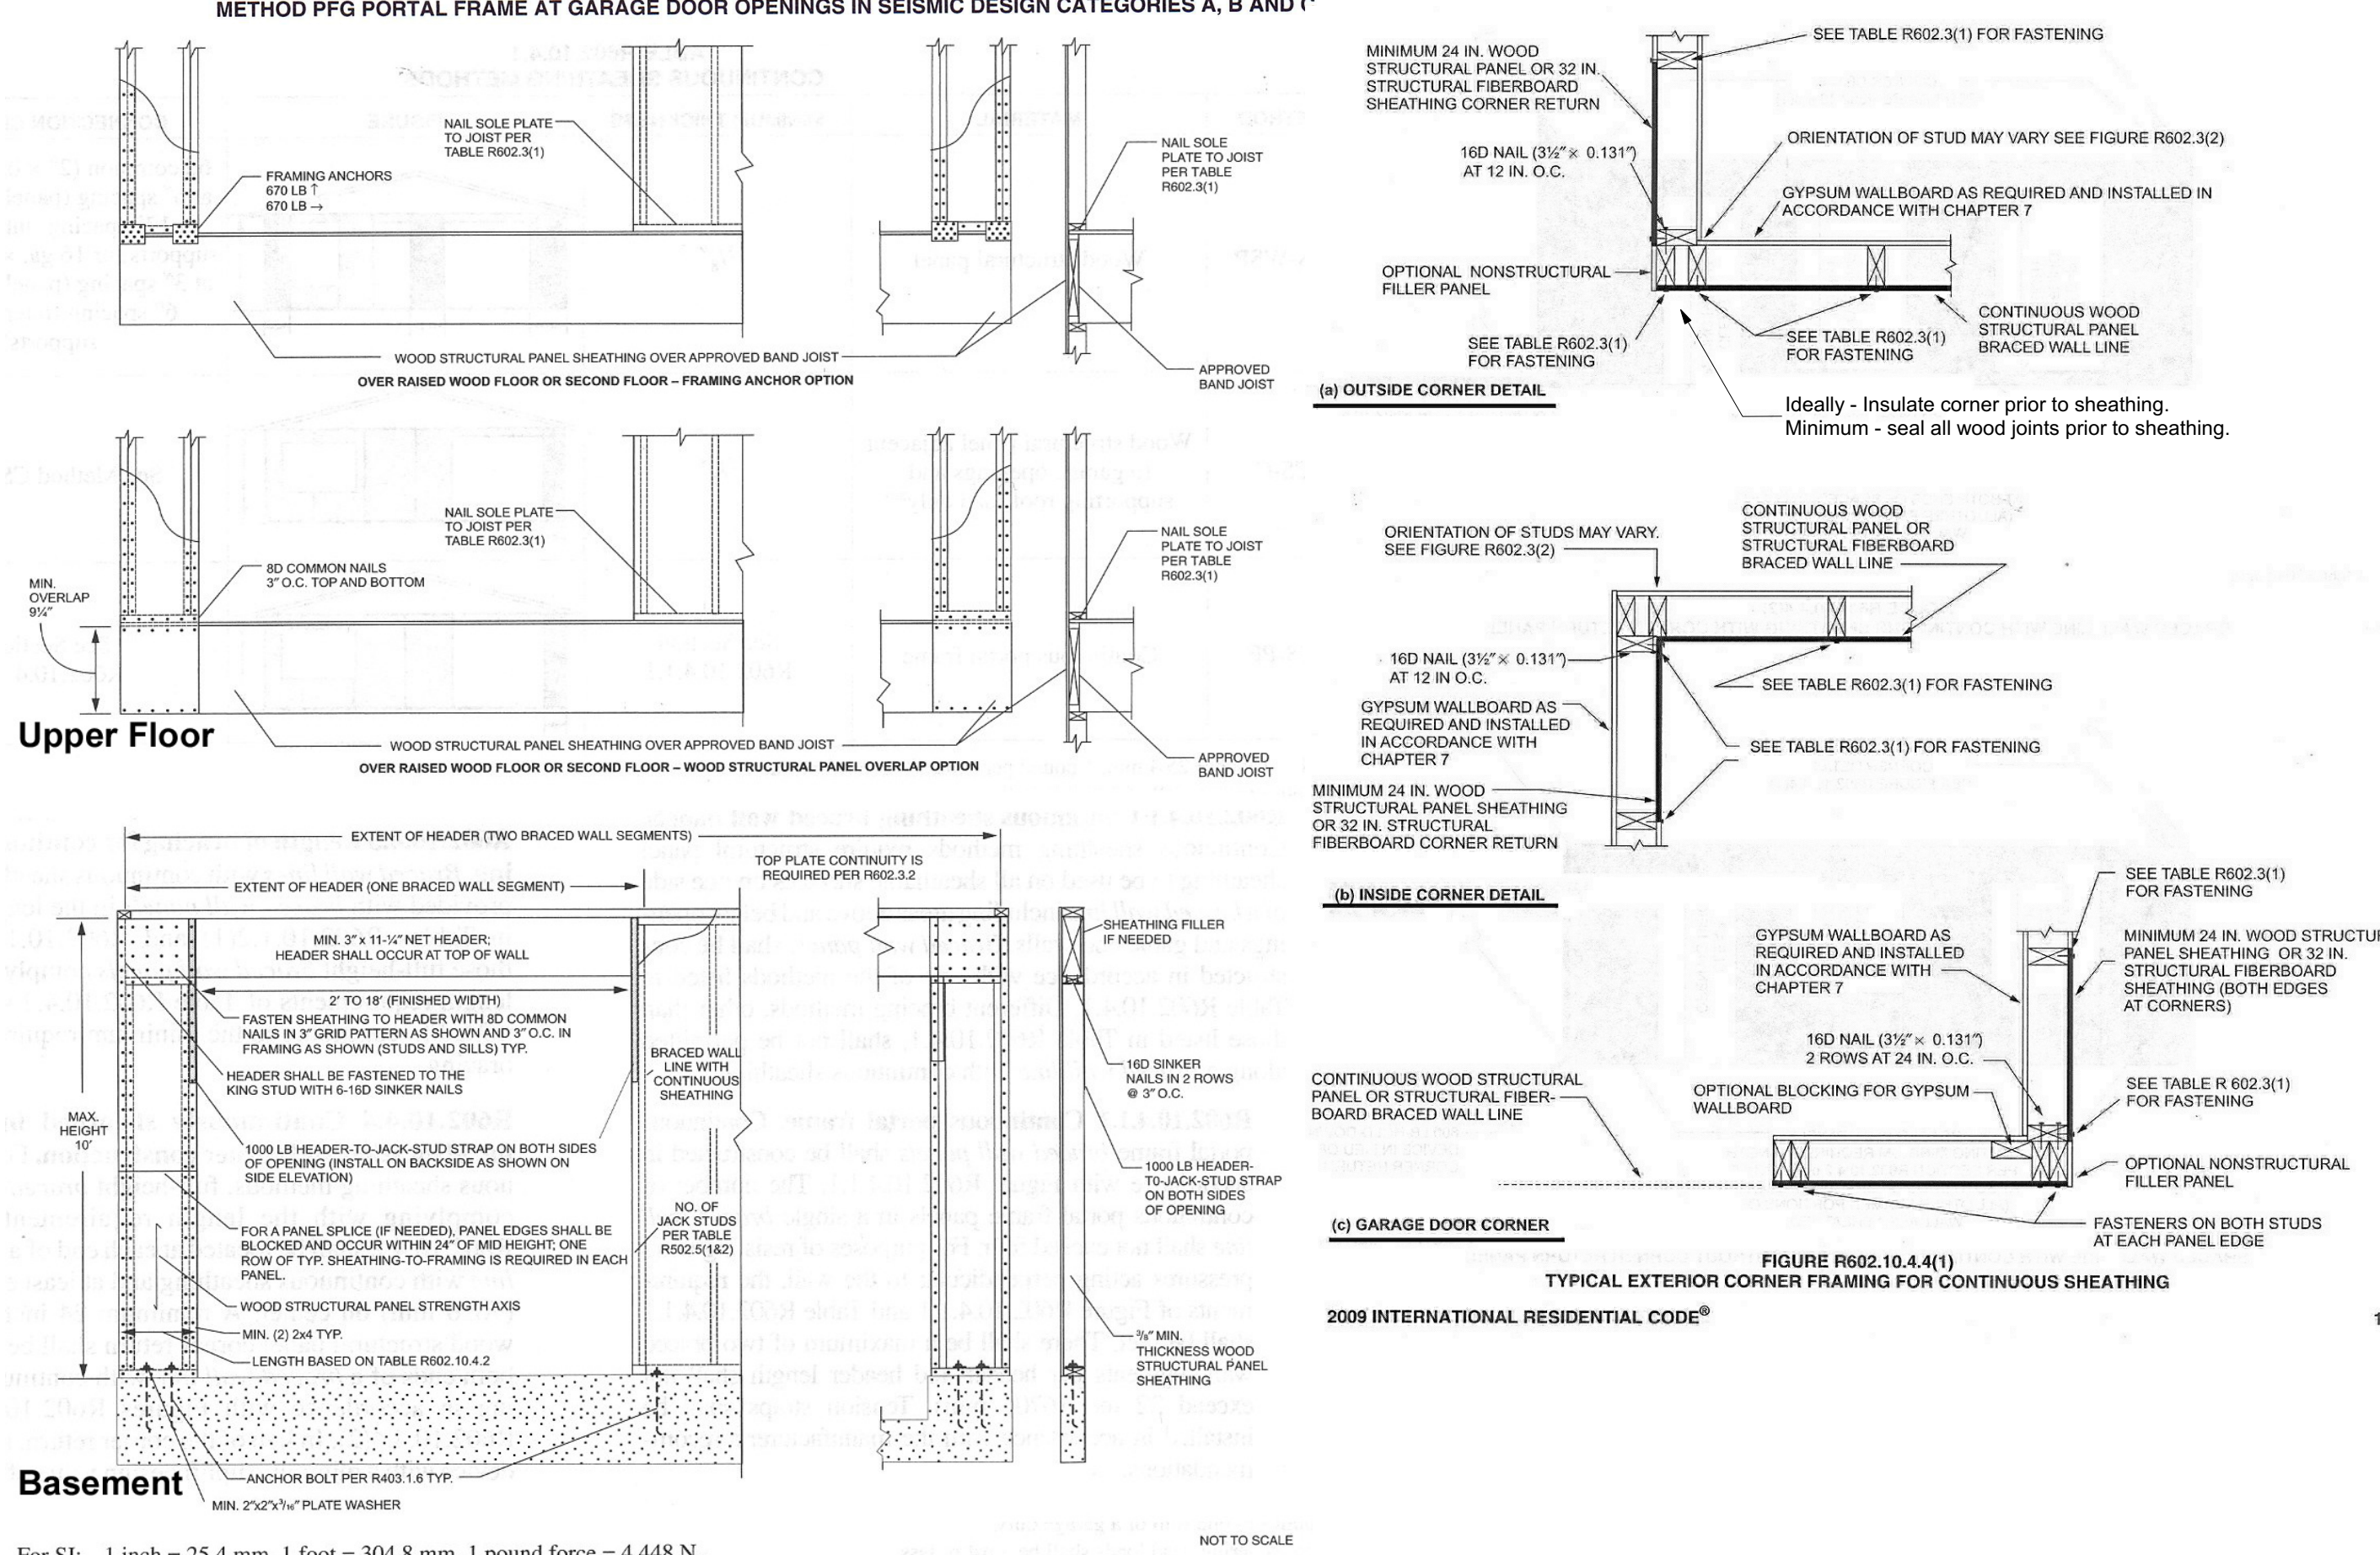 METHOD PFG PORTAL FRAME AT GARAGE DOOR OPENINGS IN SEISMIC DESIGN CATEGORIES A, B AND
NAIL SOLE PLATE
TO JOIST PER
TABLE R602.3(1)
FRAMING ANCHORS
670 LB ↑
670 LB →
NAIL SOLE
PLATE TO JOIST
PER TABLE
R602.3(1)
WOOD STRUCTURAL PANEL SHEATHING OVER APPROVED BAND JOIST
OVER RAISED WOOD FLOOR OR SECOND FLOOR – FRAMING ANCHOR OPTION
APPROVED
BAND JOIST
NAIL SOLE PLATE
TO JOIST PER
TABLE R602.3(1)
8D COMMON NAILS
3" O.C. TOP AND BOTTOM
MIN.
OVERLAP
9¼"
NAIL SOLE
PLATE TO JOIST
PER TABLE
R602.3(1)
Upper Floor
WOOD STRUCTURAL PANEL SHEATHING OVER APPROVED BAND JOIST
OVER RAISED WOOD FLOOR OR SECOND FLOOR – WOOD STRUCTURAL PANEL OVERLAP OPTION
APPROVED
BAND JOIST
EXTENT OF HEADER (TWO BRACED WALL SEGMENTS)
TOP PLATE CONTINUITY IS
REQUIRED PER R602.3.2
EXTENT OF HEADER (ONE BRACED WALL SEGMENT)
MIN. 3" x 11-¼" NET HEADER;
HEADER SHALL OCCUR AT TOP OF WALL
SHEATHING FILLER
IF NEEDED
2' TO 18' (FINISHED WIDTH)
FASTEN SHEATHING TO HEADER WITH 8D COMMON
NAILS IN 3" GRID PATTERN AS SHOWN AND 3" O.C. IN
FRAMING AS SHOWN (STUDS AND SILLS) TYP.
HEADER SHALL BE FASTENED TO THE
KING STUD WITH 6-16D SINKER NAILS
BRACED WALL
LINE WITH
CONTINUOUS
SHEATHING
16D SINKER
NAILS IN 2 ROWS
@ 3" O.C.
MAX.
HEIGHT
10'
1000 LB HEADER-TO-JACK-STUD STRAP ON BOTH SIDES
OF OPENING (INSTALL ON BACKSIDE AS SHOWN ON
SIDE ELEVATION)
1000 LB HEADER-
TO-JACK-STUD STRAP
ON BOTH SIDES
OF OPENING
NO. OF
JACK STUDS
PER TABLE
R502.5(1&2)
FOR A PANEL SPLICE (IF NEEDED), PANEL EDGES SHALL BE
BLOCKED AND OCCUR WITHIN 24" OF MID HEIGHT; ONE
ROW OF TYP. SHEATHING-TO-FRAMING IS REQUIRED IN EACH
PANEL.
WOOD STRUCTURAL PANEL STRENGTH AXIS
MIN. (2) 2x4 TYP.
LENGTH BASED ON TABLE R602.10.4.2
3/8" MIN.
THICKNESS WOOD
STRUCTURAL PANEL
SHEATHING
Basement
ANCHOR BOLT PER R403.1.6 TYP.
MIN. 2"x2"x3/16" PLATE WASHER
NOT TO SCALE
For SI: 1 inch = 25.4 mm, 1 foot = 304.8 mm, 1 pound force = 4.448 N
SEE TABLE R602.3(1) FOR FASTENING
MINIMUM 24 IN. WOOD
STRUCTURAL PANEL OR 32 IN.
STRUCTURAL FIBERBOARD
SHEATHING CORNER RETURN
ORIENTATION OF STUD MAY VARY SEE FIGURE R602.3(2)
16D NAIL (3½" × 0.131")
AT 12 IN. O.C.
GYPSUM WALLBOARD AS REQUIRED AND INSTALLED IN
ACCORDANCE WITH CHAPTER 7
OPTIONAL NONSTRUCTURAL
FILLER PANEL
CONTINUOUS WOOD
STRUCTURAL PANEL
BRACED WALL LINE
SEE TABLE R602.3(1)
FOR FASTENING
SEE TABLE R602.3(1)
FOR FASTENING
(a) OUTSIDE CORNER DETAIL
Ideally - Insulate corner prior to sheathing.
Minimum - seal all wood joints prior to sheathing.
CONTINUOUS WOOD
STRUCTURAL PANEL OR
STRUCTURAL FIBERBOARD
BRACED WALL LINE
ORIENTATION OF STUDS MAY VARY.
SEE FIGURE R602.3(2)
16D NAIL (3½" × 0.131")
AT 12 IN O.C.
SEE TABLE R602.3(1) FOR FASTENING
GYPSUM WALLBOARD AS
REQUIRED AND INSTALLED
IN ACCORDANCE WITH
CHAPTER 7
SEE TABLE R602.3(1) FOR FASTENING
MINIMUM 24 IN. WOOD
STRUCTURAL PANEL SHEATHING
OR 32 IN. STRUCTURAL
FIBERBOARD CORNER RETURN
(b) INSIDE CORNER DETAIL
SEE TABLE R602.3(1)
FOR FASTENING
GYPSUM WALLBOARD AS
REQUIRED AND INSTALLED
IN ACCORDANCE WITH
CHAPTER 7
MINIMUM 24 IN. WOOD STRUCTUR
PANEL SHEATHING OR 32 IN.
STRUCTURAL FIBERBOARD
SHEATHING (BOTH EDGES
AT CORNERS)
16D NAIL (3½" × 0.131")
2 ROWS AT 24 IN. O.C.
CONTINUOUS WOOD STRUCTURAL
PANEL OR STRUCTURAL FIBER-
BOARD BRACED WALL LINE
OPTIONAL BLOCKING FOR GYPSUM
WALLBOARD
SEE TABLE R 602.3(1)
FOR FASTENING
OPTIONAL NONSTRUCTURAL
FILLER PANEL
(c) GARAGE DOOR CORNER
FASTENERS ON BOTH STUDS
AT EACH PANEL EDGE
FIGURE R602.10.4.4(1)
TYPICAL EXTERIOR CORNER FRAMING FOR CONTINUOUS SHEATHING
2009 INTERNATIONAL RESIDENTIAL CODE®
1